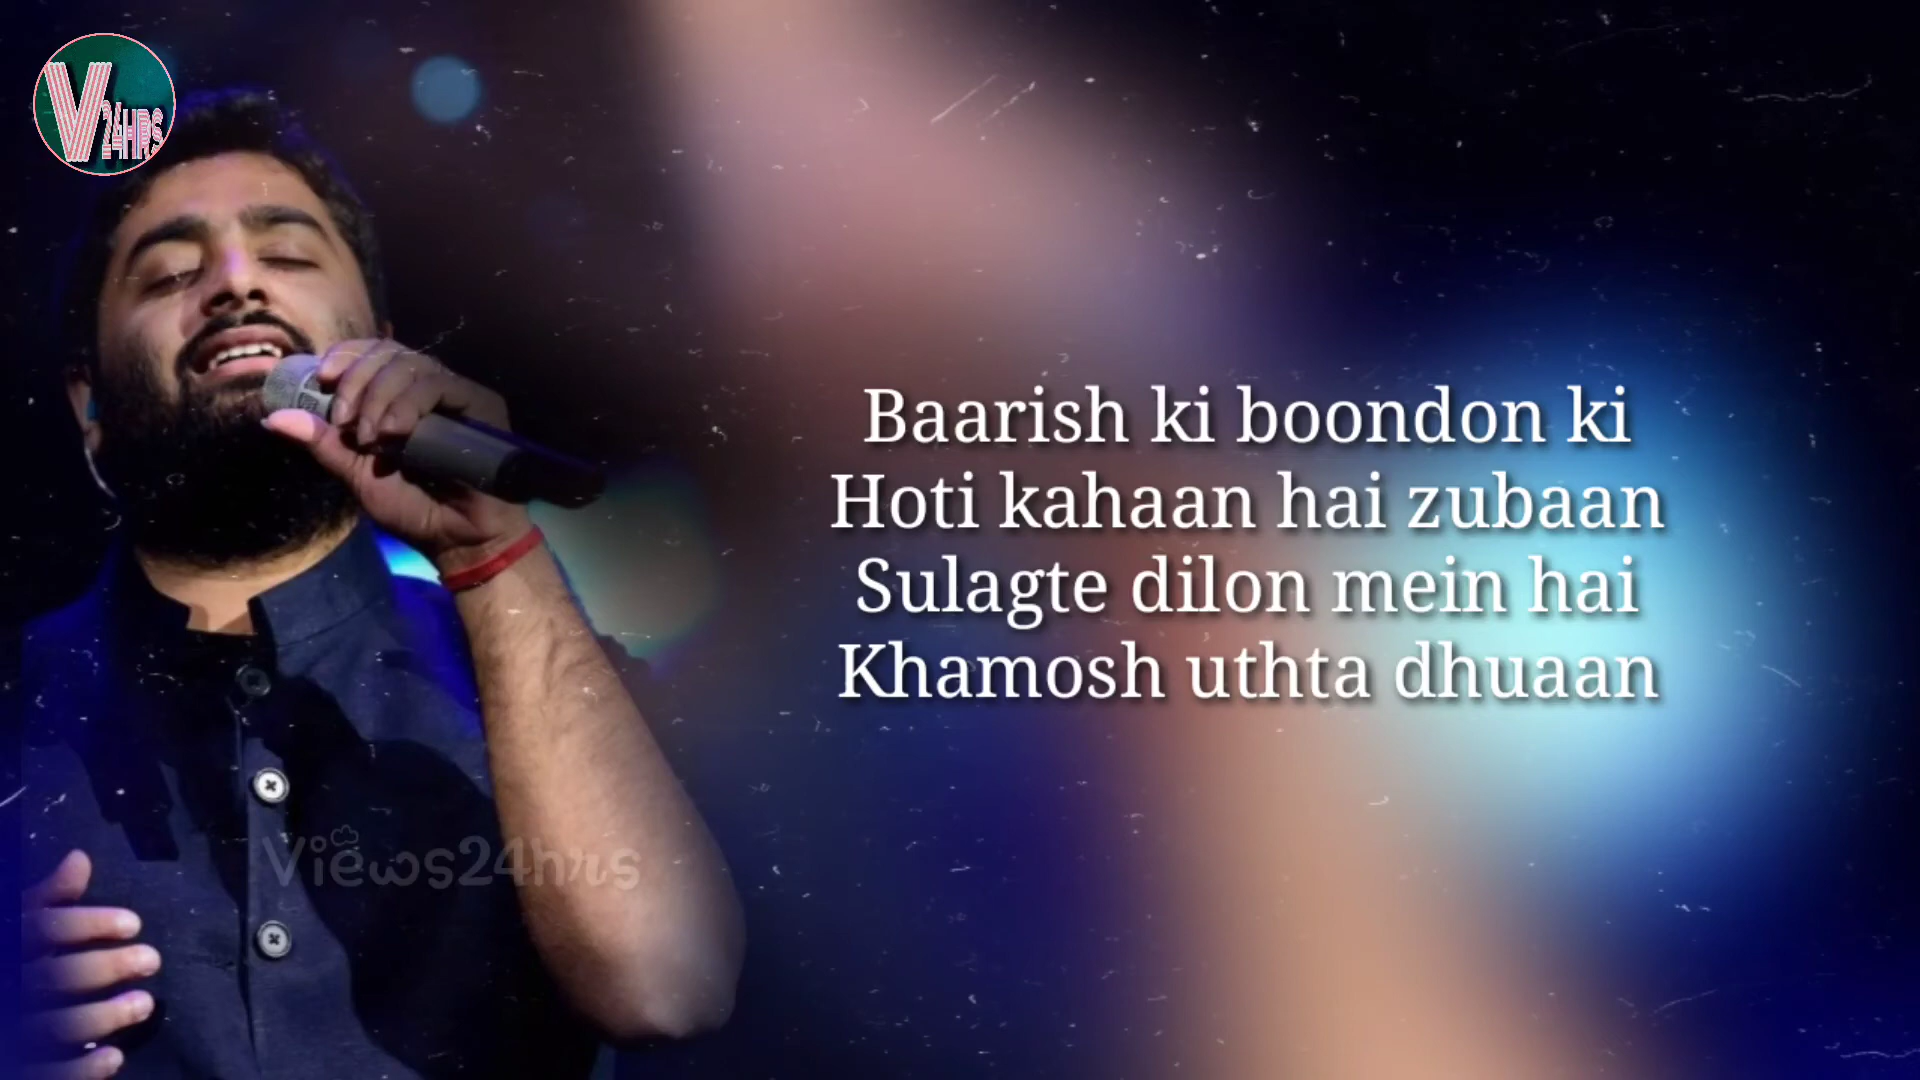 V
24HRS
Baarish ki boondon ki
Hoti kahaan hai zubaan
Sulagte dilon mein hai
Khamosh uthta dhuaan
Views24hrs